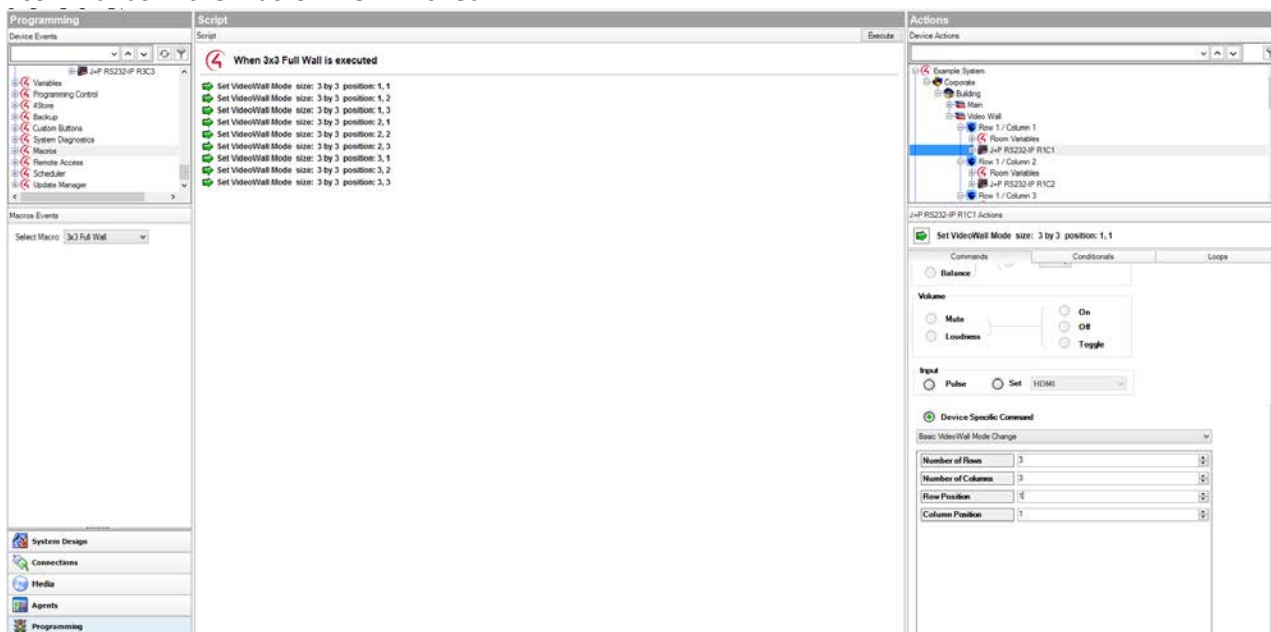 Programming
Device Events
J+P RS232-IP R3C3
Variables
Programming Control
4Store
Backup
Custom Buttons
System Diagnostics
Macros
Remote Access
Scheduler
Update Manager
Macros Events
Select Macro: 3x3 Full Wall
System Design
Connections
Media
Agents
Programming
Script
Script
Execute
When 3x3 Full Wall is executed
Set VideoWall Mode size: 3 by 3 position: 1, 1
Set VideoWall Mode size: 3 by 3 position: 1, 2
Set VideoWall Mode size: 3 by 3 position: 1, 3
Set VideoWall Mode size: 3 by 3 position: 2, 1
Set VideoWall Mode size: 3 by 3 position: 2, 2
Set VideoWall Mode size: 3 by 3 position: 2, 3
Set VideoWall Mode size: 3 by 3 position: 3, 1
Set VideoWall Mode size: 3 by 3 position: 3, 2
Set VideoWall Mode size: 3 by 3 position: 3, 3
Actions
Device Actions
Example System
Corporate
Building
Main
Video Wall
Row 1 / Column 1
Room Variables
J+P RS232-IP R1C1
Row 1 / Column 2
Room Variables
J+P RS232-IP R1C2
Row 1 / Column 3
J+P RS232-IP R1C1 Actions
Set VideoWall Mode size: 3 by 3 position: 1, 1
Commands Conditionals Loops
Balance
Volume
Mute
Loudness
On
Off
Toggle
Input
Pulse Set HDMI
Device Specific Command
Basic VideoWall Mode Change
Number of Rows 3
Number of Columns 3
Row Position 1
Column Position 1